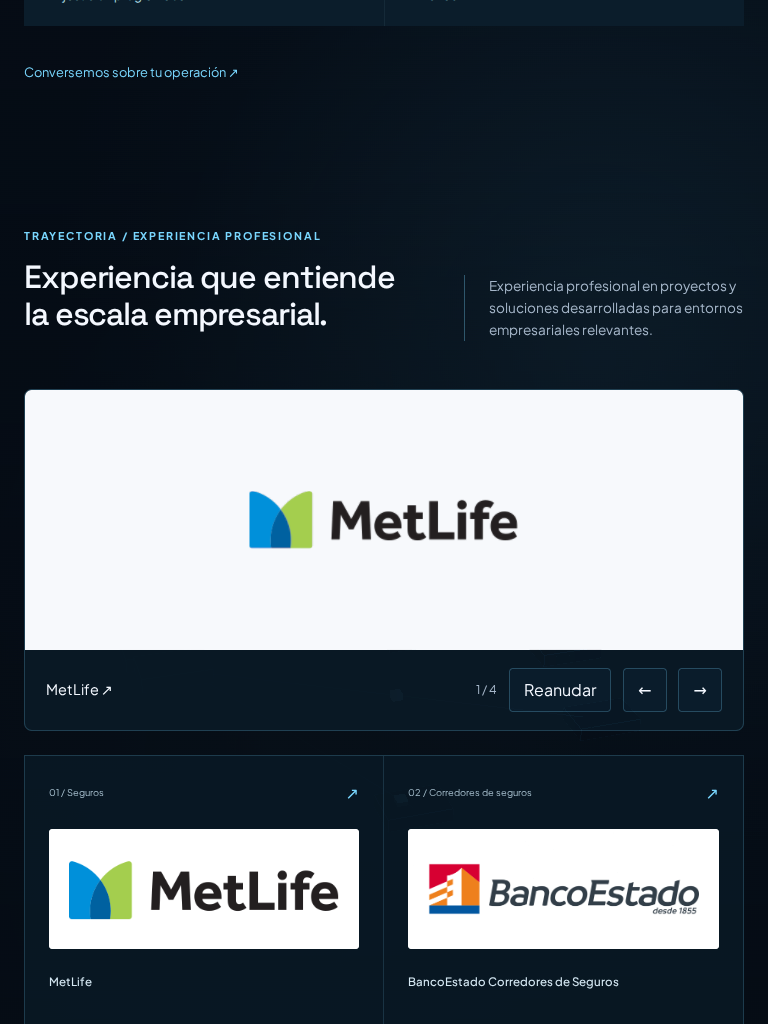 Conversemos sobre tu operación ↗
TRAYECTORIA / EXPERIENCIA PROFESIONAL
Experiencia que entiende
la escala empresarial.
Experiencia profesional en proyectos y
soluciones desarrolladas para entornos
empresariales relevantes.
MetLife
MetLife ↗
1 / 4
Reanudar
←
→
01 / Seguros
↗
02 / Corredores de seguros
↗
MetLife
BancoEstado
desde 1855
MetLife
BancoEstado Corredores de Seguros